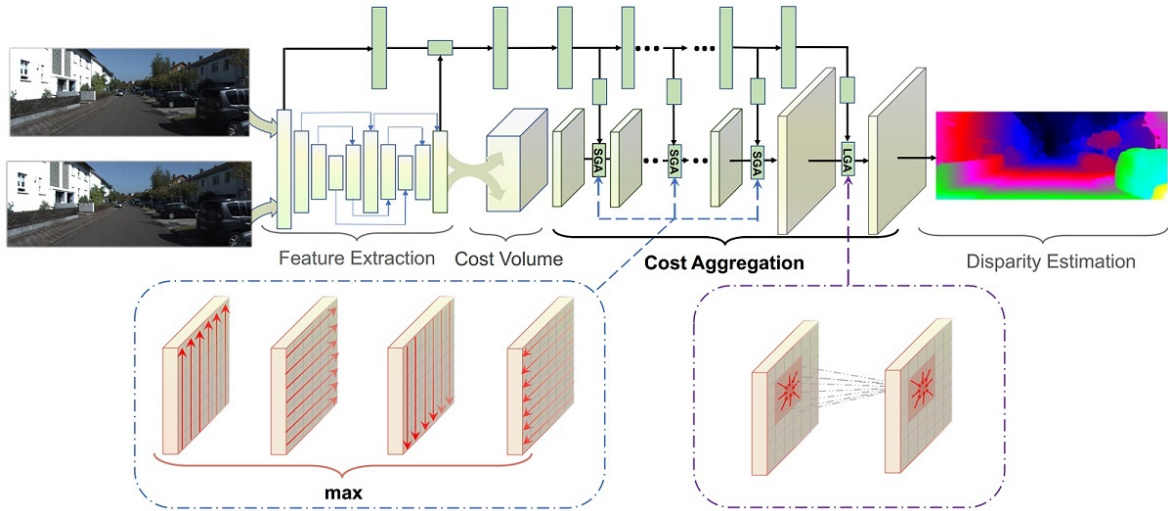 SGA
SGA
SGA
LGA
Feature Extraction
Cost Volume
Cost Aggregation
Disparity Estimation
max